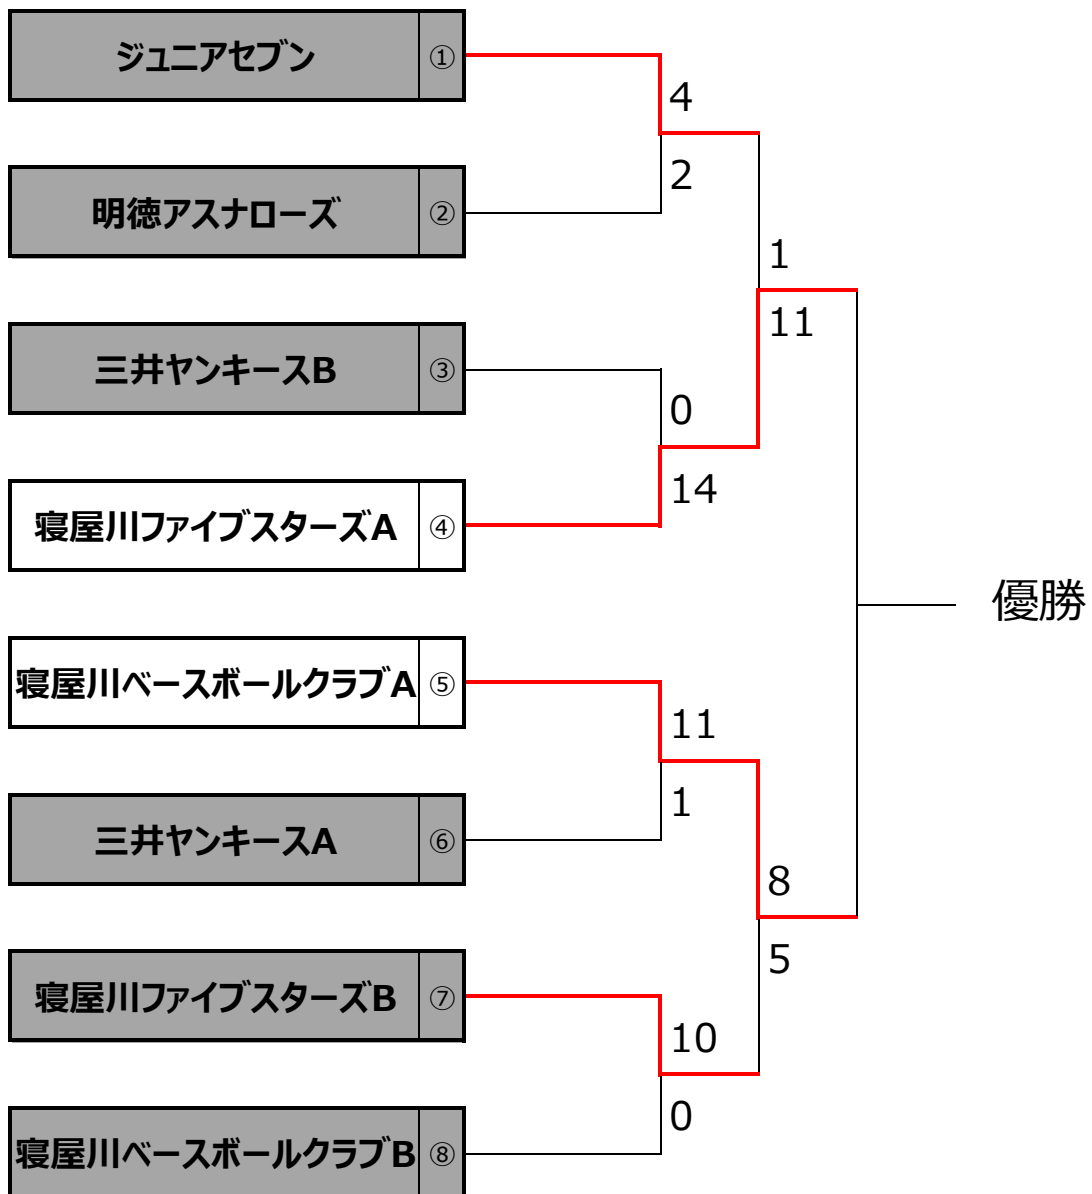 ジュニアセブン ①
4
2
明徳アスナローズ ②
1
11
三井ヤンキースB ③
0
14
寝屋川ファイブスターズA ④
優勝
寝屋川ベースボールクラブA ⑤
11
1
三井ヤンキースA ⑥
8
5
寝屋川ファイブスターズB ⑦
10
0
寝屋川ベースボールクラブB ⑧